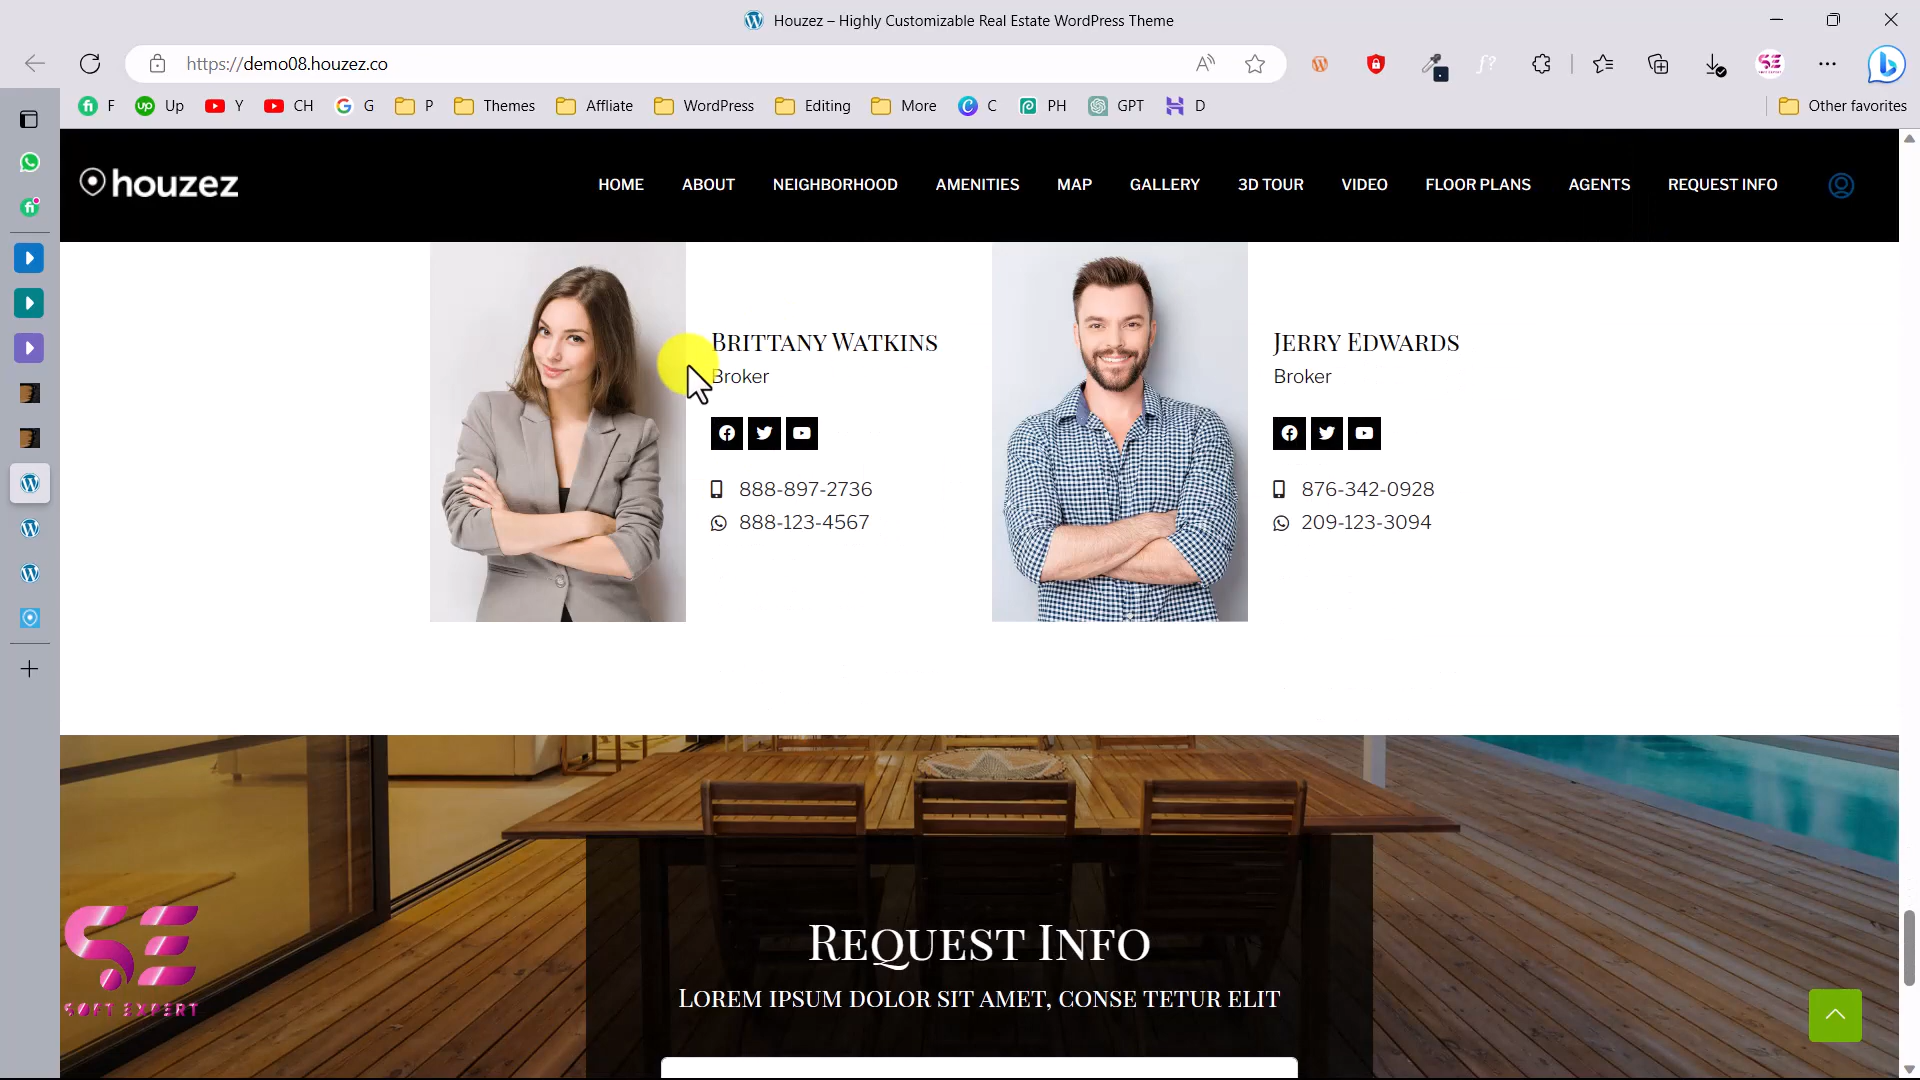 Houzez – Highly Customizable Real Estate WordPress Theme
https://demo08.houzez.co
F Up Y CH G P Themes Affliate WordPress Editing More C PH GPT D Other favorites
houzez
HOME ABOUT NEIGHBORHOOD AMENITIES MAP GALLERY 3D TOUR VIDEO FLOOR PLANS AGENTS REQUEST INFO
Brittany Watkins
Broker
888-897-2736
888-123-4567
Jerry Edwards
Broker
876-342-0928
209-123-3094
Request Info
Lorem ipsum dolor sit amet, conse tetur elit
SE
SOFT EXPERT